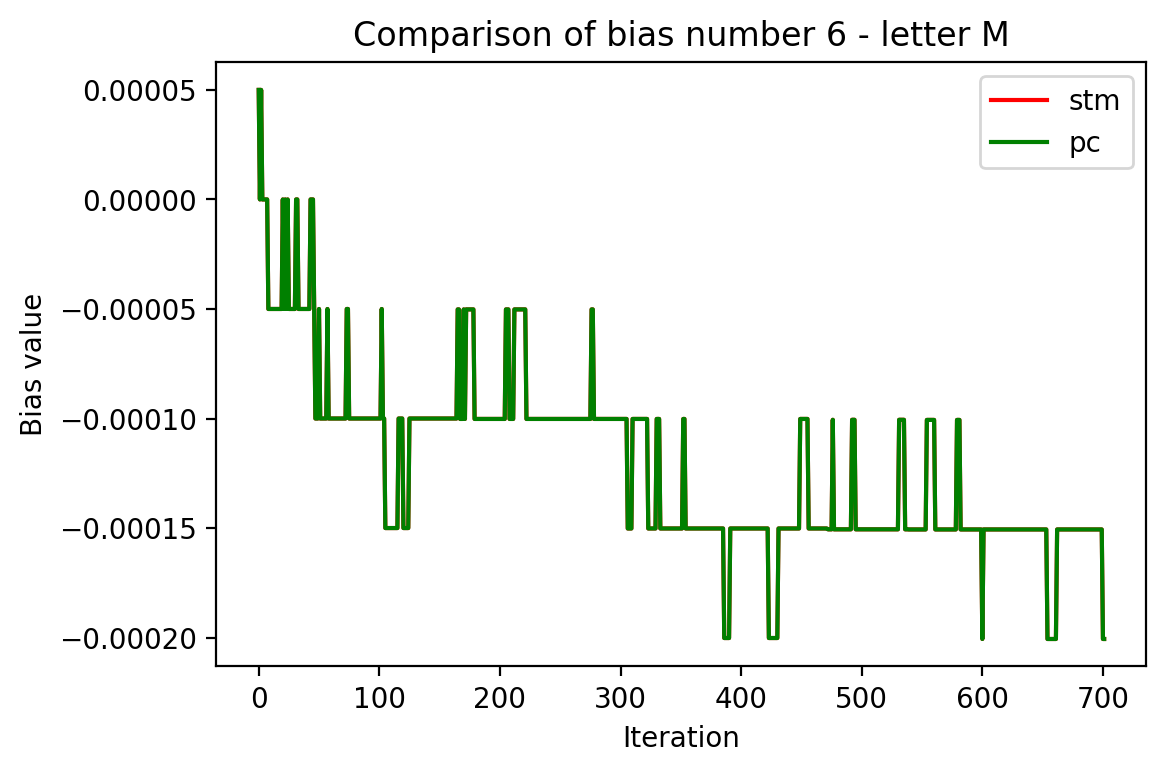 Comparison of bias number 6 - letter M
stm
pc
Bias value
0.00005
0.00000
−0.00005
−0.00010
−0.00015
−0.00020
0 100 200 300 400 500 600 700
Iteration